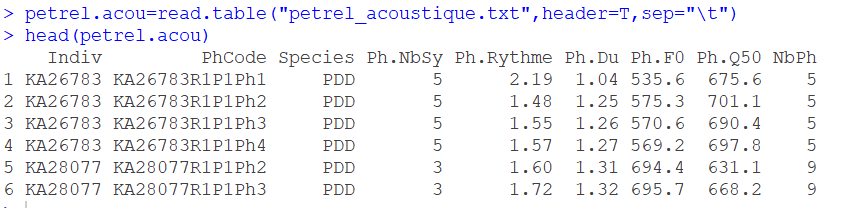 > petrel.acou=read.table("petrel_acoustique.txt",header=T,sep="\t")
> head(petrel.acou)
Indiv PhCode Species Ph.NbSy Ph.Rythme Ph.Du Ph.F0 Ph.Q50 NbPh
1 KA26783 KA26783R1P1Ph1 PDD 5 2.19 1.04 535.6 675.6 5
2 KA26783 KA26783R1P1Ph2 PDD 5 1.48 1.25 575.3 701.1 5
3 KA26783 KA26783R1P1Ph3 PDD 5 1.55 1.26 570.6 690.4 5
4 KA26783 KA26783R1P1Ph4 PDD 5 1.57 1.27 569.2 697.8 5
5 KA28077 KA28077R1P1Ph2 PDD 3 1.60 1.31 694.4 631.1 9
6 KA28077 KA28077R1P1Ph3 PDD 3 1.72 1.32 695.7 668.2 9